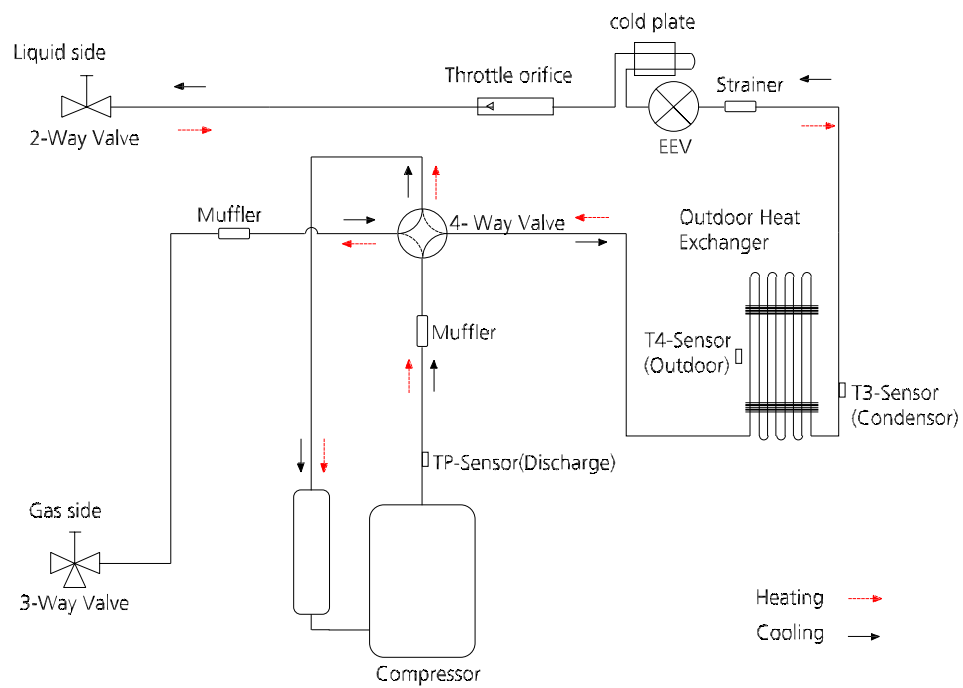 cold plate
Liquid side
Throttle orifice
Strainer
2-Way Valve
EEV
Muffler
4- Way Valve
Outdoor Heat
Exchanger
Muffler
T4-Sensor
(Outdoor)
T3-Sensor
(Condensor)
TP-Sensor(Discharge)
Gas side
3-Way Valve
Heating
Cooling
Compressor